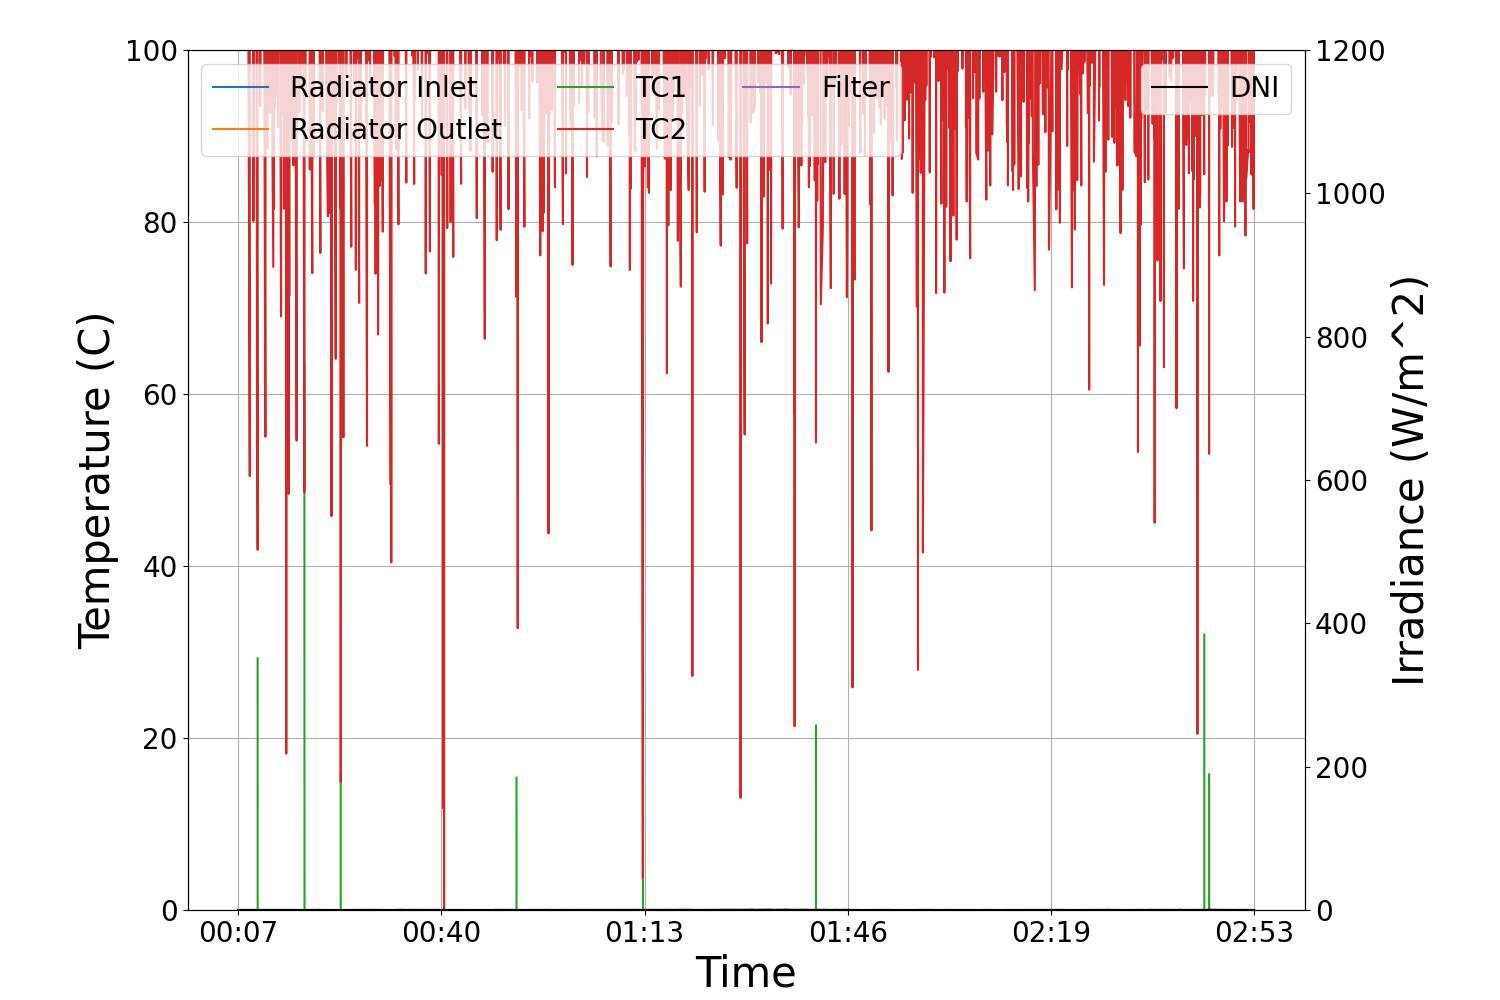 100
80
60
40
20
0
Temperature (C)
Radiator Inlet
Radiator Outlet
TC1
TC2
Filter
DNI
1200
1000
800
600
400
200
0
Irradiance (W/m^2)
00:07
00:40
01:13
01:46
02:19
02:53
Time